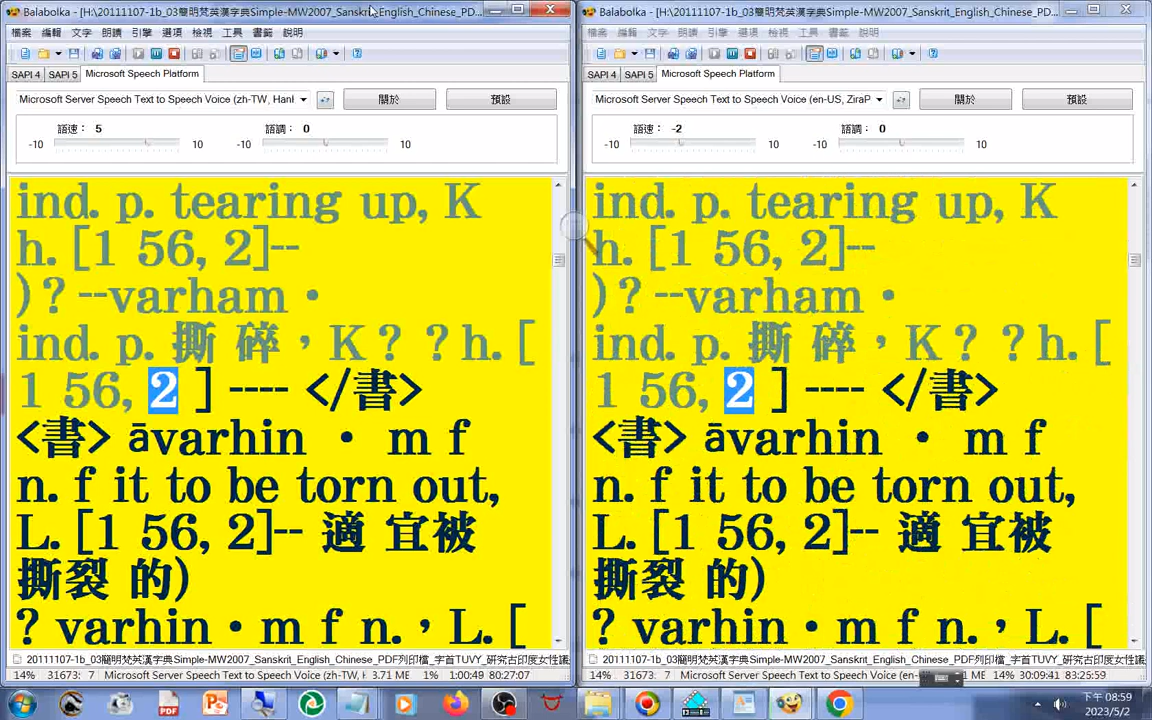 Balabolka - [H:\20111107-1b_03簡明梵英漢字典Simple-MW2007_Sanskrit_English_Chinese_PD...
檔案 編輯 文字 朗讀 引擎 選項 檢視 工具 書籤 說明
SAPI 4 SAPI 5 Microsoft Speech Platform
Microsoft Server Speech Text to Speech Voice (zh-TW, Hanl 關於 預設
語速： 5 語調： 0
-10 10 -10 10
ind. p. tearing up, K
h. [1 56, 2]--
)? --varham •
ind. p. 撕 碎，K？？h. [
1 56, 2 ] ---- </書>
<書> āvarhin • m f
n. f it to be torn out,
L. [1 56, 2]-- 適 宜被
撕裂 的)
? varhin • m f n.，L. [
20111107-1b_03簡明梵英漢字典Simple-MW2007_Sanskrit_English_Chinese_PDF列印檔_字首TUVY_研究古印度女性議
14% 31673: 7 Microsoft Server Speech Text to Speech Voice (zh-TW, H 3.71 MB 1% 1:00:49 80:27:07
Balabolka - [H:\20111107-1b_03簡明梵英漢字典Simple-MW2007_Sanskrit_English_Chinese_PD...
檔案 編輯 文字 朗讀 引擎 選項 檢視 工具 書籤 說明
SAPI 4 SAPI 5 Microsoft Speech Platform
Microsoft Server Speech Text to Speech Voice (en-US, ZiraP 關於 預設
語速： -2 語調： 0
-10 10 -10 10
ind. p. tearing up, K
h. [1 56, 2]--
)? --varham •
ind. p. 撕 碎，K？？h. [
1 56, 2 ] ---- </書>
<書> āvarhin • m f
n. f it to be torn out,
L. [1 56, 2]-- 適 宜被
撕裂 的)
? varhin • m f n.，L. [
20111107-1b_03簡明梵英漢字典Simple-MW2007_Sanskrit_English_Chinese_PDF列印檔_字首TUVY_研究古印度女性議
14% 31673: 7 Microsoft Server Speech Text to Speech Voice (en- MB 14% 30:09:41 83:25:59
PDF
下午 08:59
2023/5/2